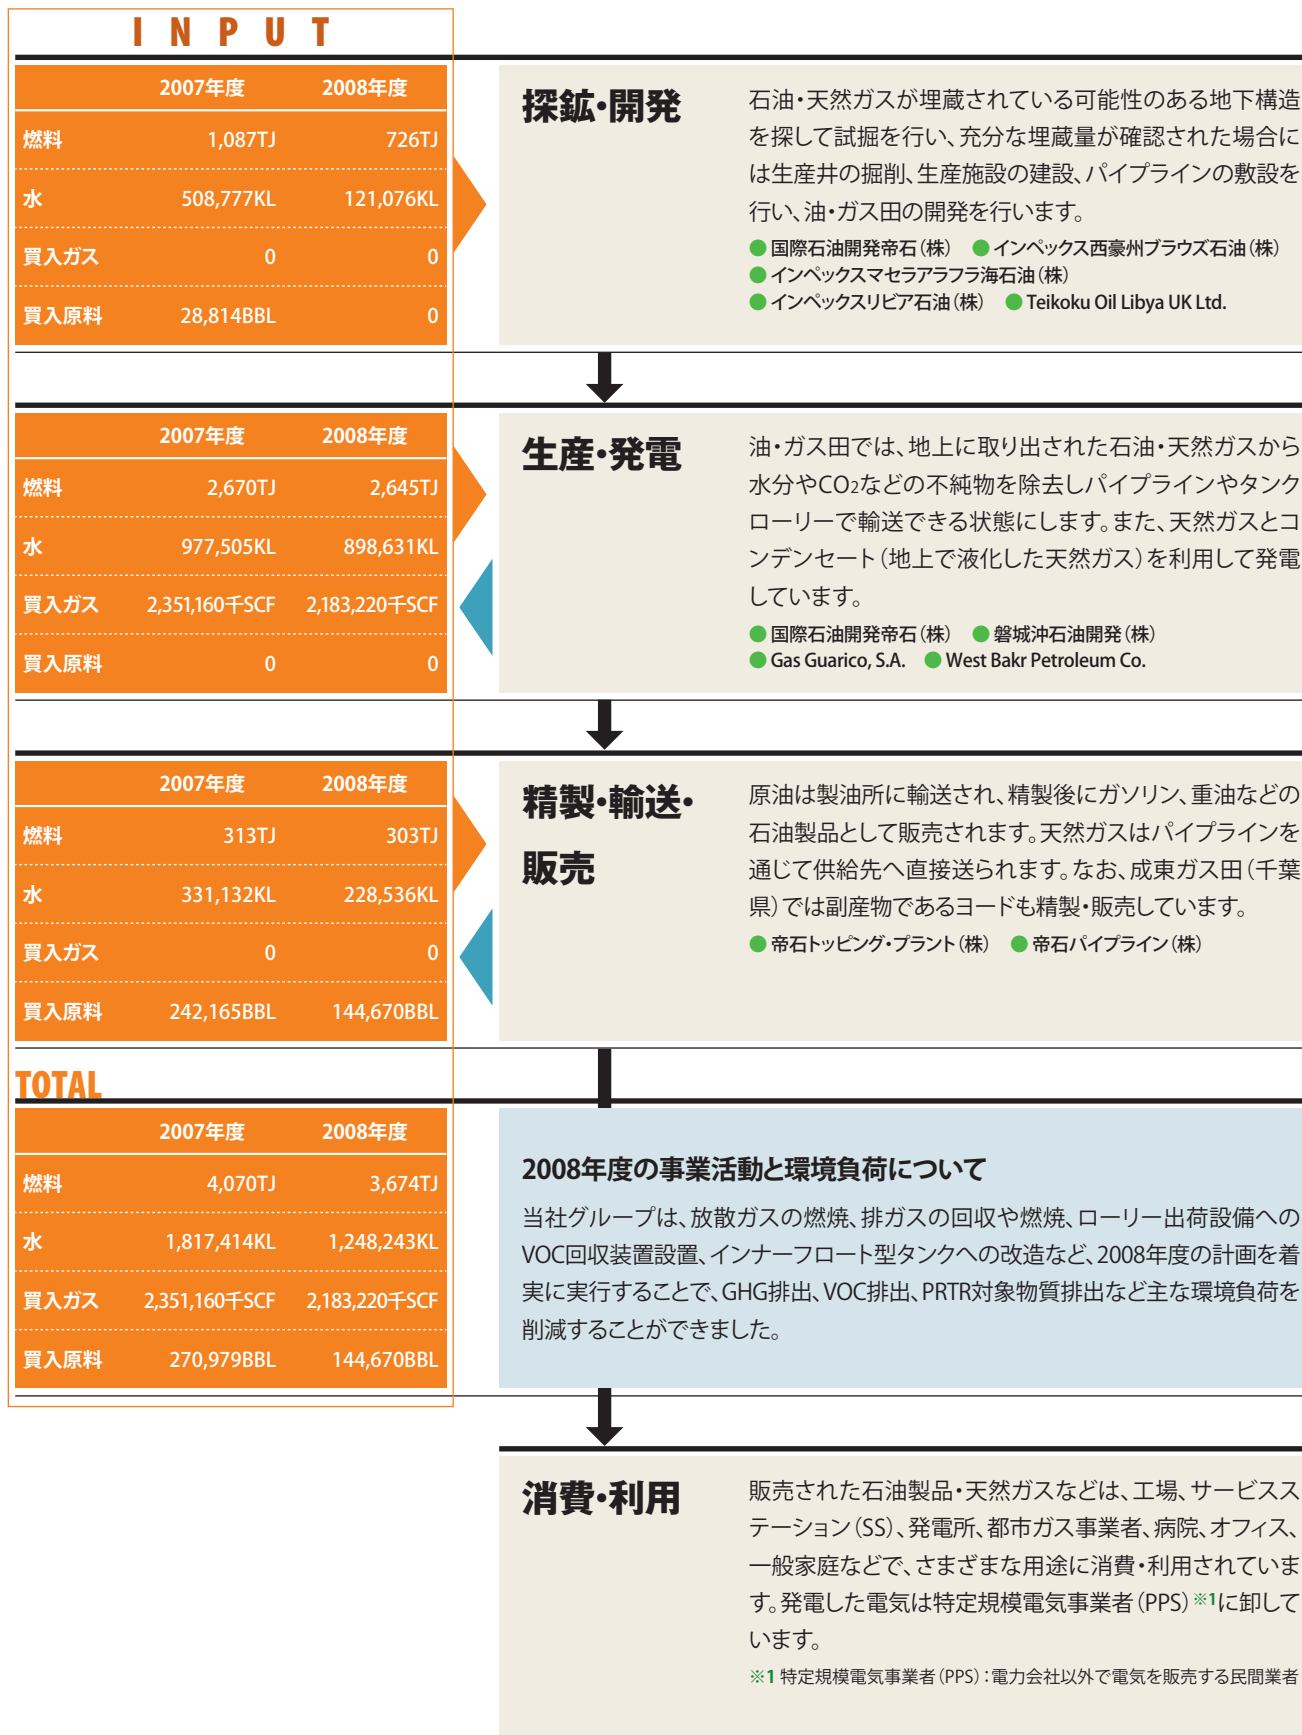 INPUT
2007年度 2008年度
燃料 1,087TJ 726TJ
水 508,777KL 121,076KL
買入ガス 0 0
買入原料 28,814BBL 0
探鉱・開発
石油・天然ガスが埋蔵されている可能性のある地下構造
を探して試掘を行い、充分な埋蔵量が確認された場合に
は生産井の掘削、生産施設の建設、パイプラインの敷設を
行い、油・ガス田の開発を行います。
● 国際石油開発帝石（株） ● インペックス西豪州ブラウズ石油（株）
● インペックスマセラアラフラ海石油（株）
● インペックスリビア石油（株） ● Teikoku Oil Libya UK Ltd.
2007年度 2008年度
燃料 2,670TJ 2,645TJ
水 977,505KL 898,631KL
買入ガス 2,351,160千SCF 2,183,220千SCF
買入原料 0 0
生産・発電
油・ガス田では、地上に取り出された石油・天然ガスから
水分やCO2などの不純物を除去しパイプラインやタンク
ローリーで輸送できる状態にします。また、天然ガスとコ
ンデンセート（地上で液化した天然ガス）を利用して発電
しています。
● 国際石油開発帝石（株） ● 磐城沖石油開発（株）
● Gas Guarico, S.A. ● West Bakr Petroleum Co.
2007年度 2008年度
燃料 313TJ 303TJ
水 331,132KL 228,536KL
買入ガス 0 0
買入原料 242,165BBL 144,670BBL
精製・輸送・
販売
原油は製油所に輸送され、精製後にガソリン、重油などの
石油製品として販売されます。天然ガスはパイプラインを
通じて供給先へ直接送られます。なお、成東ガス田（千葉
県）では副産物であるヨードも精製・販売しています。
● 帝石トッピング・プラント（株） ● 帝石パイプライン（株）
TOTAL
2007年度 2008年度
燃料 4,070TJ 3,674TJ
水 1,817,414KL 1,248,243KL
買入ガス 2,351,160千SCF 2,183,220千SCF
買入原料 270,979BBL 144,670BBL
2008年度の事業活動と環境負荷について
当社グループは、放散ガスの燃焼、排ガスの回収や燃焼、ローリー出荷設備への
VOC回収装置設置、インナーフロート型タンクへの改造など、2008年度の計画を着
実に実行することで、GHG排出、VOC排出、PRTR対象物質排出など主な環境負荷を
削減することができました。
消費・利用
販売された石油製品・天然ガスなどは、工場、サービスス
テーション（SS）、発電所、都市ガス事業者、病院、オフィス、
一般家庭などで、さまざまな用途に消費・利用されていま
す。発電した電気は特定規模電気事業者（PPS）※1に卸して
います。
※1 特定規模電気事業者（PPS）：電力会社以外で電気を販売する民間業者